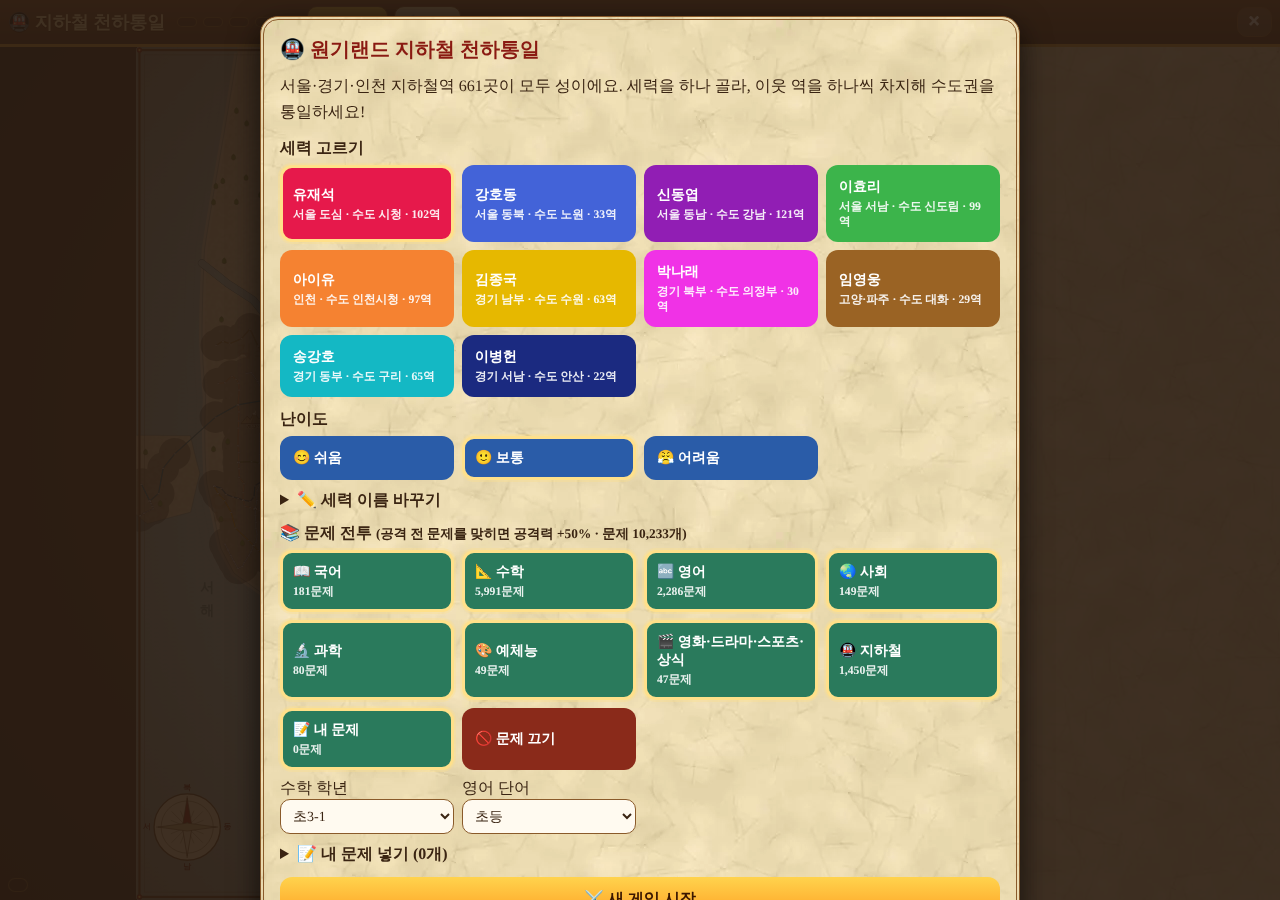 🚇 지하철 천하통일
🚇 원기랜드 지하철 천하통일
서울·경기·인천 지하철역 661곳이 모두 성이에요. 세력을 하나 골라, 이웃 역을 하나씩 차지해 수도권을
통일하세요!
세력 고르기
유재석
서울 도심 · 수도 시청 · 102역
강호동
서울 동북 · 수도 노원 · 33역
신동엽
서울 동남 · 수도 강남 · 121역
이효리
서울 서남 · 수도 신도림 · 99
역
아이유
인천 · 수도 인천시청 · 97역
김종국
경기 남부 · 수도 수원 · 63역
박나래
경기 북부 · 수도 의정부 · 30
역
임영웅
고양·파주 · 수도 대화 · 29역
송강호
경기 동부 · 수도 구리 · 65역
이병헌
경기 서남 · 수도 안산 · 22역
난이도
😊 쉬움
🙂 보통
😤 어려움
▶ ✏️ 세력 이름 바꾸기
📚 문제 전투 (공격 전 문제를 맞히면 공격력 +50% · 문제 10,233개)
📖 국어
181문제
📐 수학
5,991문제
🔤 영어
2,286문제
🌏 사회
149문제
🔬 과학
80문제
🎨 예체능
49문제
🎬 영화·드라마·스포츠·
상식
47문제
🚇 지하철
1,450문제
📝 내 문제
0문제
🚫 문제 끄기
수학 학년
초3-1
영어 단어
초등
▶ 📝 내 문제 넣기 (0개)
⚔️ 새 게임 시작
서
해